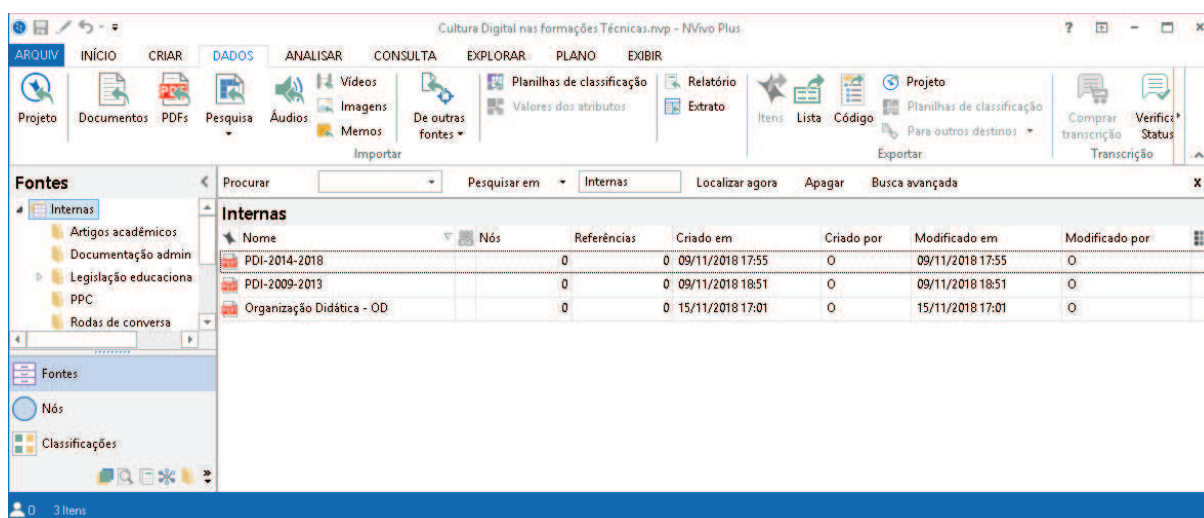 Cultura Digital nas formações Técnicas.nvp - NVivo Plus
ARQUIV INÍCIO CRIAR DADOS ANALISAR CONSULTA EXPLORAR PLANO EXIBIR
Projeto Documentos PDFs Pesquisa Áudios Vídeos Imagens Memos De outras fontes Planilhas de classificação Valores dos atributos Relatório Extrato Itens Lista Código Projeto Planilhas de classificação Para outros destinos Comprar transcrição Verifica Status
Importar Exportar Transcrição
Fontes Procurar Pesquisar em Internas Localizar agora Apagar Busca avançada x
Internas
Artigos acadêmicos
Documentação admin
Legislação educaciona
PPC
Rodas de conversa
Fontes
Nós
Classificações
Internas
Nome Nós Referências Criado em Criado por Modificado em Modificado por
PDI-2014-2018 0 0 09/11/2018 17:55 O 09/11/2018 17:55 O
PDI-2009-2013 0 0 09/11/2018 18:51 O 09/11/2018 18:51 O
Organização Didática - OD 0 0 15/11/2018 17:01 O 15/11/2018 17:01 O
O 3 Itens